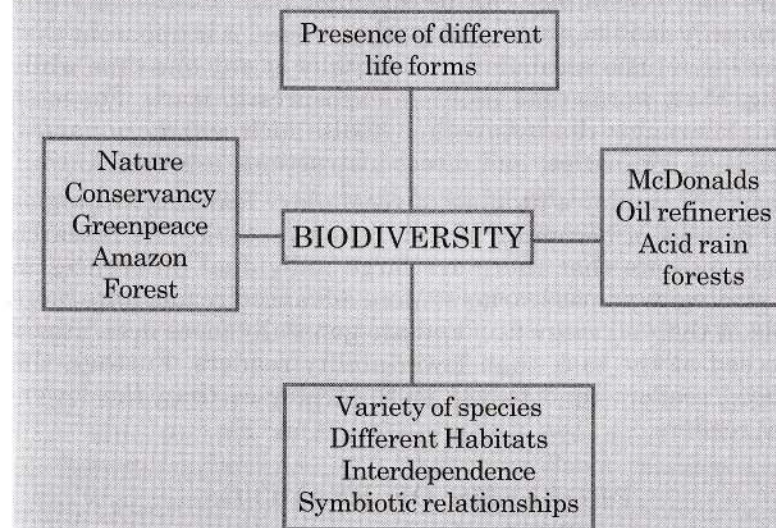 Presence of different
life forms
Nature
Conservancy
Greenpeace
Amazon
Forest
BIODIVERSITY
McDonalds
Oil refineries
Acid rain
forests
Variety of species
Different Habitats
Interdependence
Symbiotic relationships